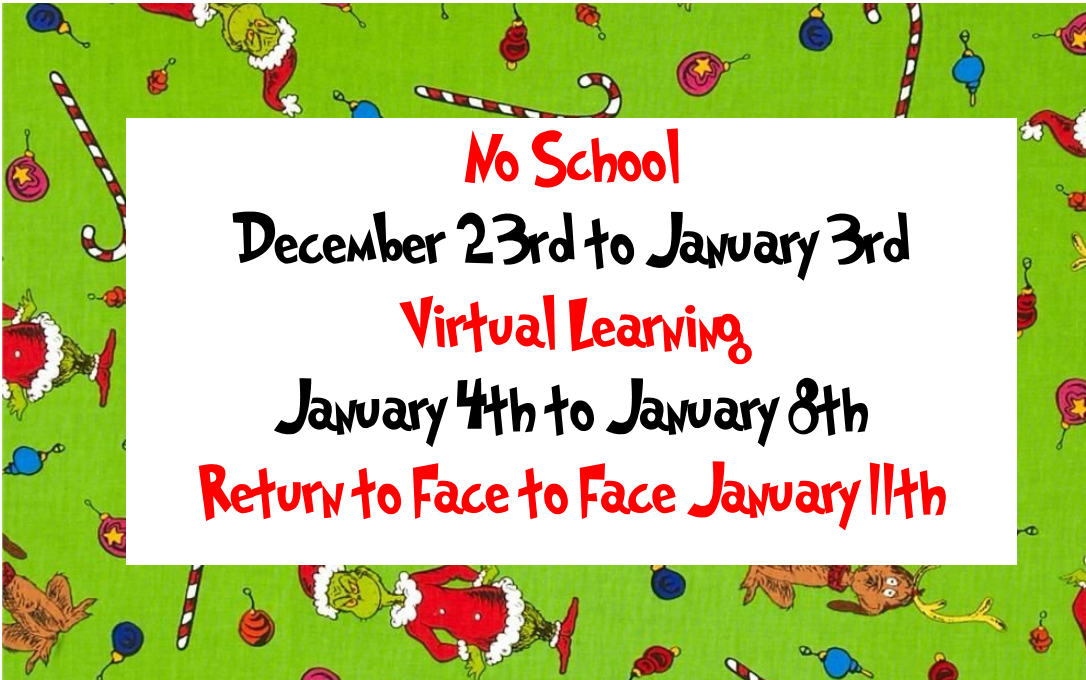 No School
December 23rd to January 3rd
Virtual Learning
January 4th to January 8th
Return to Face to Face January 11th